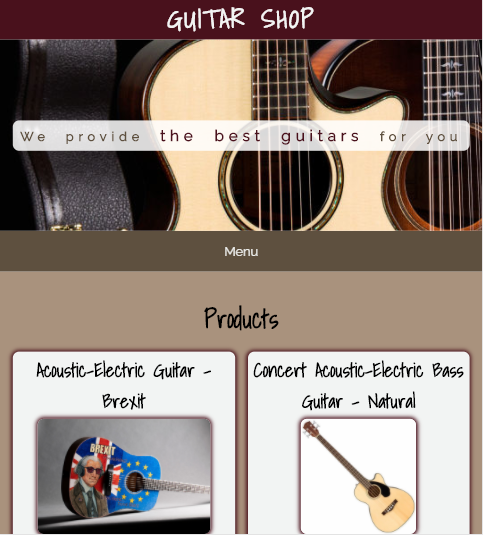 GUITAR SHOP
We provide the best guitars for you
Menu
Products
Acoustic-Electric Guitar -
Brexit
Concert Acoustic-Electric Bass
Guitar - Natural
BREXIT